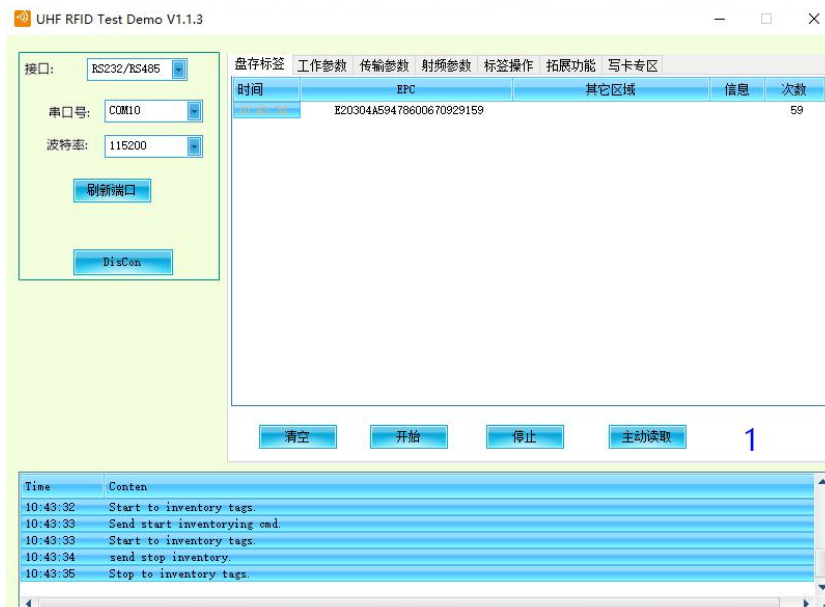 UHF RFID Test Demo V1.1.3
接口: RS232/RS485
串口号: COM10
波特率: 115200
刷新端口
DisCon
盘存标签 工作参数 传输参数 射频参数 标签操作 拓展功能 写卡专区
时间 EPC 其它区域 信息 次数
E20304A59478600670929159 59
清空 开始 停止 主动读取 1
Time Conten
10:43:32 Start to inventory tags.
10:43:33 Send start inventorying cmd.
10:43:33 Start to inventory tags.
10:43:34 send stop inventory.
10:43:35 Stop to inventory tags.